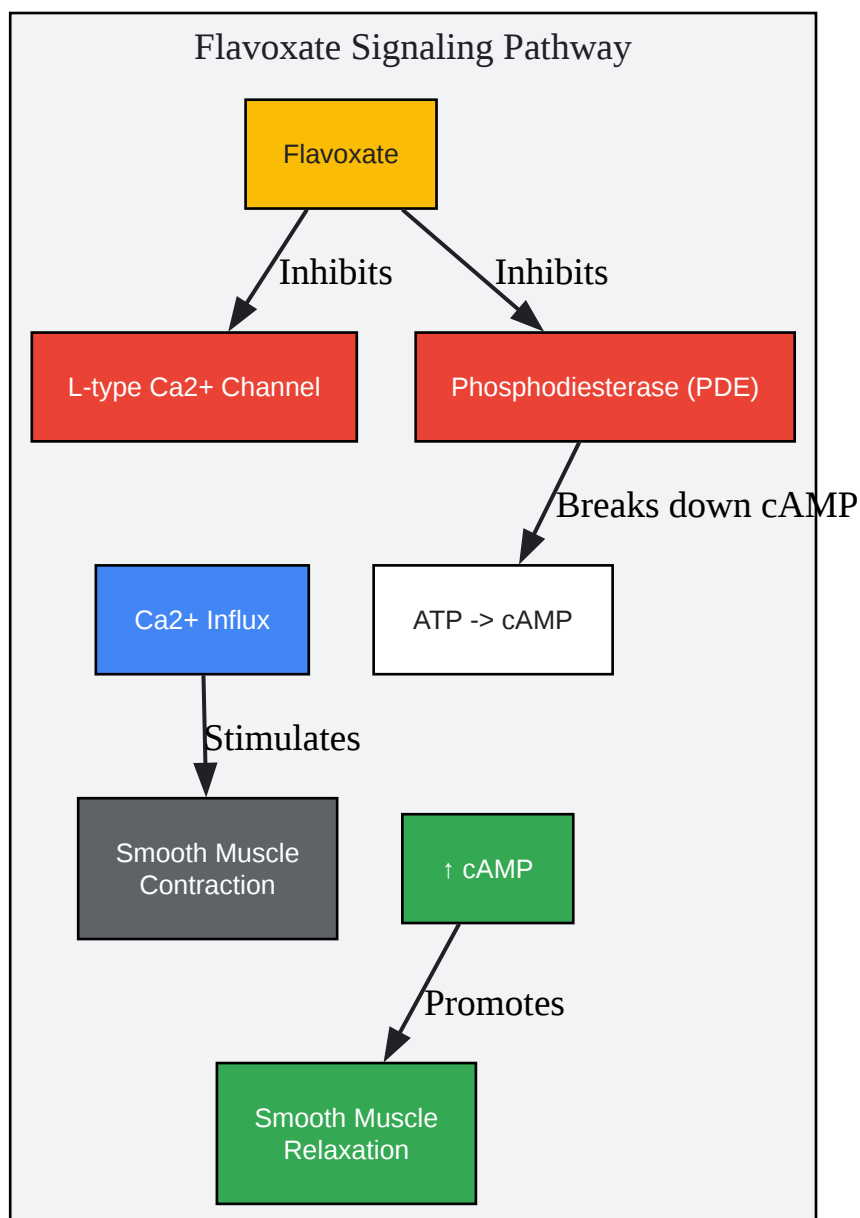 Flavoxate Signaling Pathway
Flavoxate
Inhibits
Inhibits
L-type Ca2+ Channel
Phosphodiesterase (PDE)
Breaks down cAMP
Ca2+ Influx
ATP -> cAMP
Stimulates
Smooth Muscle
Contraction
↑ cAMP
Promotes
Smooth Muscle
Relaxation